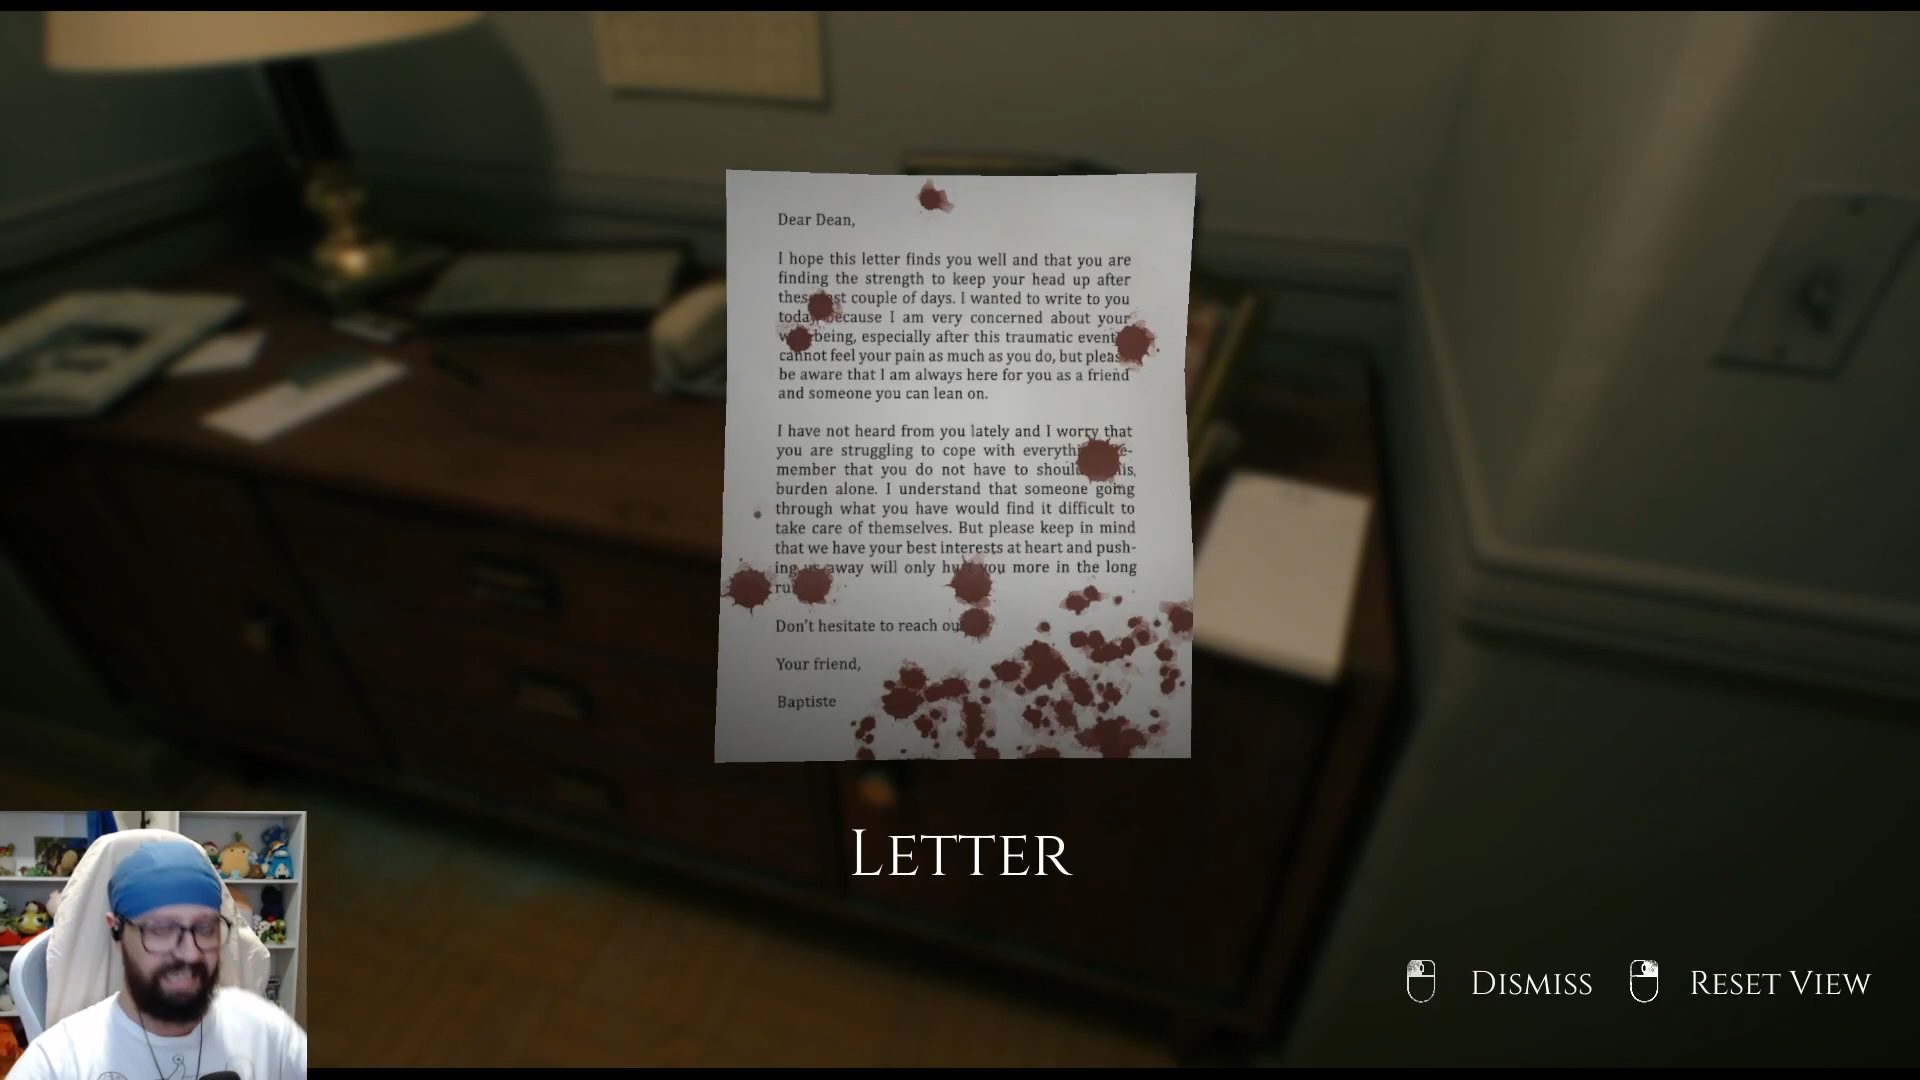 Dear Dean,
I hope this letter finds you well and that you are
finding the strength to keep your head up after
couple of days. I wanted to write to you
because I am very concerned about your
being, especially after this traumatic event
cannot feel your pain as much as you do, but
be aware that I am always here for you as a friend
and someone you can lean on.
I have not heard from you lately and I worry that
you are struggling to cope with
member that you do not have to
burden alone. I understand that someone going
through what you have would find it difficult to
take care of themselves. But please keep in mind
that we have your best interests at heart and push-
ing us away will only you more in the long
Don't hesitate to reach
Your friend,
Baptiste
LETTER
DISMISS RESET VIEW